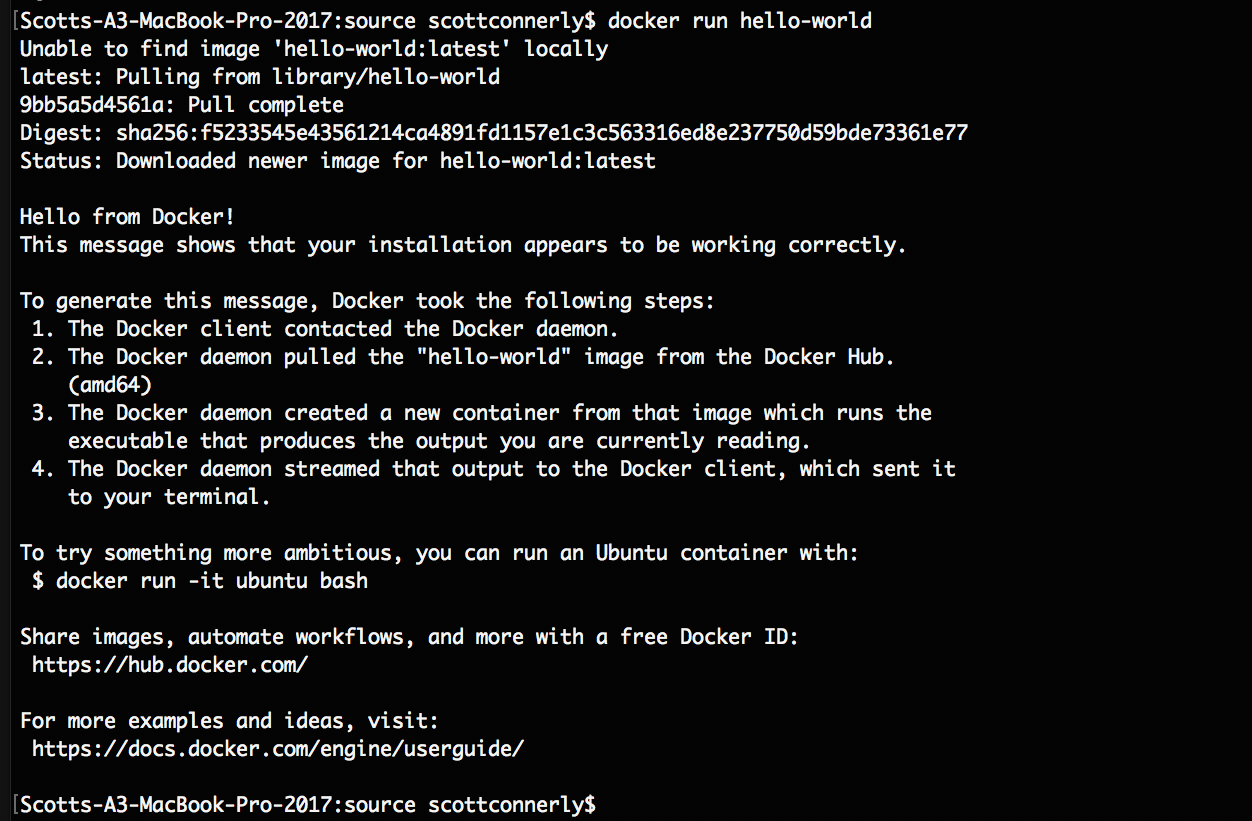 [Scotts-A3-MacBook-Pro-2017:source scottconnerly$ docker run hello-world
Unable to find image 'hello-world:latest' locally
latest: Pulling from library/hello-world
9bb5a5d4561a: Pull complete
Digest: sha256:f5233545e43561214ca4891fd1157e1c3c563316ed8e237750d59bde73361e77
Status: Downloaded newer image for hello-world:latest

Hello from Docker!
This message shows that your installation appears to be working correctly.

To generate this message, Docker took the following steps:
 1. The Docker client contacted the Docker daemon.
 2. The Docker daemon pulled the "hello-world" image from the Docker Hub.
    (amd64)
 3. The Docker daemon created a new container from that image which runs the
    executable that produces the output you are currently reading.
 4. The Docker daemon streamed that output to the Docker client, which sent it
    to your terminal.

To try something more ambitious, you can run an Ubuntu container with:
 $ docker run -it ubuntu bash

Share images, automate workflows, and more with a free Docker ID:
 https://hub.docker.com/

For more examples and ideas, visit:
 https://docs.docker.com/engine/userguide/

[Scotts-A3-MacBook-Pro-2017:source scottconnerly$